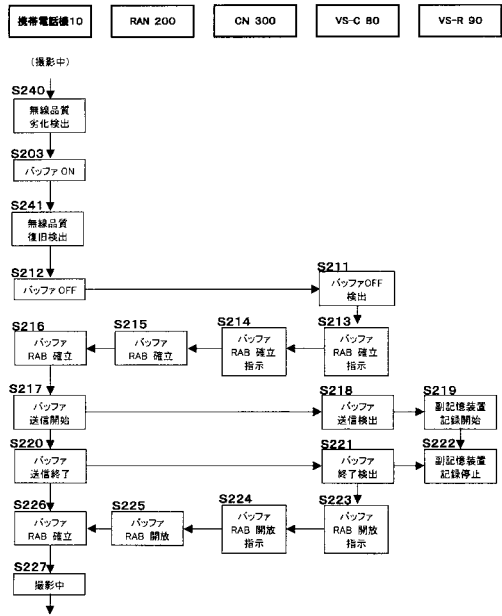 携帯電話機10
RAN 200
CN 300
VS-C 80
VS-R 90
(撮影中)
S240
無線品質
劣化検出
S203
バッファ ON
S241
無線品質
復旧検出
S212
バッファ OFF
S211
バッファOFF
検出
S216
バッファ
RAB 確立
S215
バッファ
RAB 確立
S214
バッファ
RAB 確立
指示
S213
バッファ
RAB 確立
指示
S217
バッファ
送信開始
S218
バッファ
送信検出
S219
副記憶装置
記録開始
S220
バッファ
送信終了
S221
バッファ
終了検出
S222
副記憶装置
記録停止
S226
バッファ
RAB 確立
S225
バッファ
RAB 開放
S224
バッファ
RAB 開放
指示
S223
バッファ
RAB 開放
指示
S227
撮影中